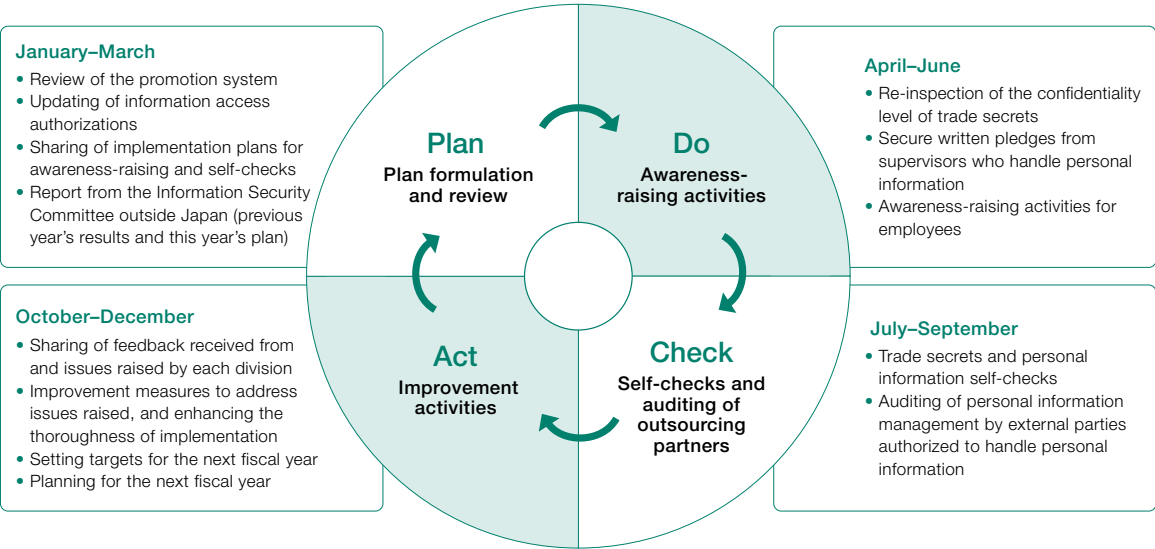 January–March
• Review of the promotion system
• Updating of information access
authorizations
• Sharing of implementation plans for
awareness-raising and self-checks
• Report from the Information Security
Committee outside Japan (previous
year’s results and this year’s plan)
Plan
Plan formulation
and review
Do
Awareness-
raising activities
April–June
• Re-inspection of the confidentiality
level of trade secrets
• Secure written pledges from
supervisors who handle personal
information
• Awareness-raising activities for
employees
October–December
• Sharing of feedback received from
and issues raised by each division
• Improvement measures to address
issues raised, and enhancing the
thoroughness of implementation
• Setting targets for the next fiscal year
• Planning for the next fiscal year
Act
Improvement
activities
Check
Self-checks and
auditing of
outsourcing
partners
July–September
• Trade secrets and personal
information self-checks
• Auditing of personal information
management by external parties
authorized to handle personal
information